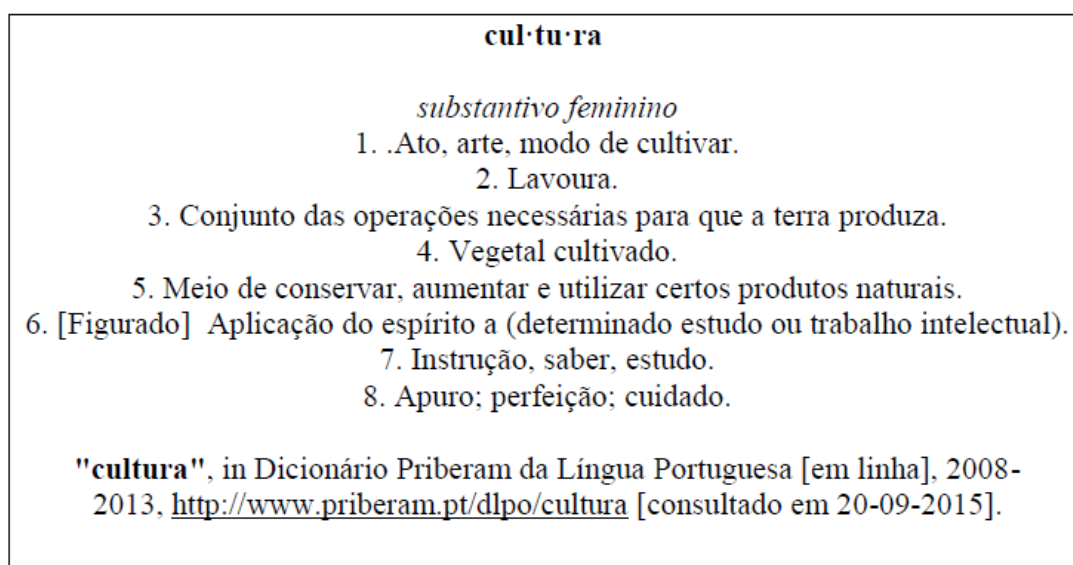 cul·tu·ra
substantivo feminino
1. .Ato, arte, modo de cultivar.
2. Lavoura.
3. Conjunto das operações necessárias para que a terra produza.
4. Vegetal cultivado.
5. Meio de conservar, aumentar e utilizar certos produtos naturais.
6. [Figurado]  Aplicação do espírito a (determinado estudo ou trabalho intelectual).
7. Instrução, saber, estudo.
8. Apuro; perfeição; cuidado.
"cultura", in Dicionário Priberam da Língua Portuguesa [em linha], 2008-
2013, http://www.priberam.pt/dlpo/cultura [consultado em 20-09-2015].